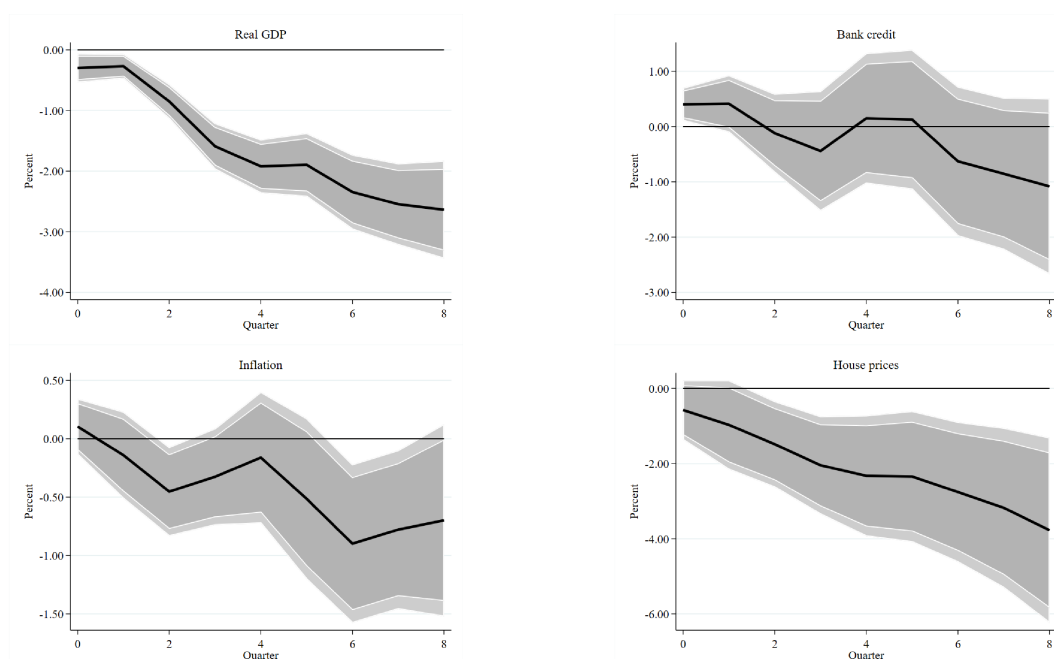 Real GDP
0.00
-1.00
-2.00
-3.00
-4.00
Percent
0 2 4 6 8
Quarter
Bank credit
1.00
0.00
-1.00
-2.00
-3.00
Percent
0 2 4 6 8
Quarter
Inflation
0.50
0.00
-0.50
-1.00
-1.50
Percent
0 2 4 6 8
Quarter
House prices
0.00
-2.00
-4.00
-6.00
Percent
0 2 4 6 8
Quarter